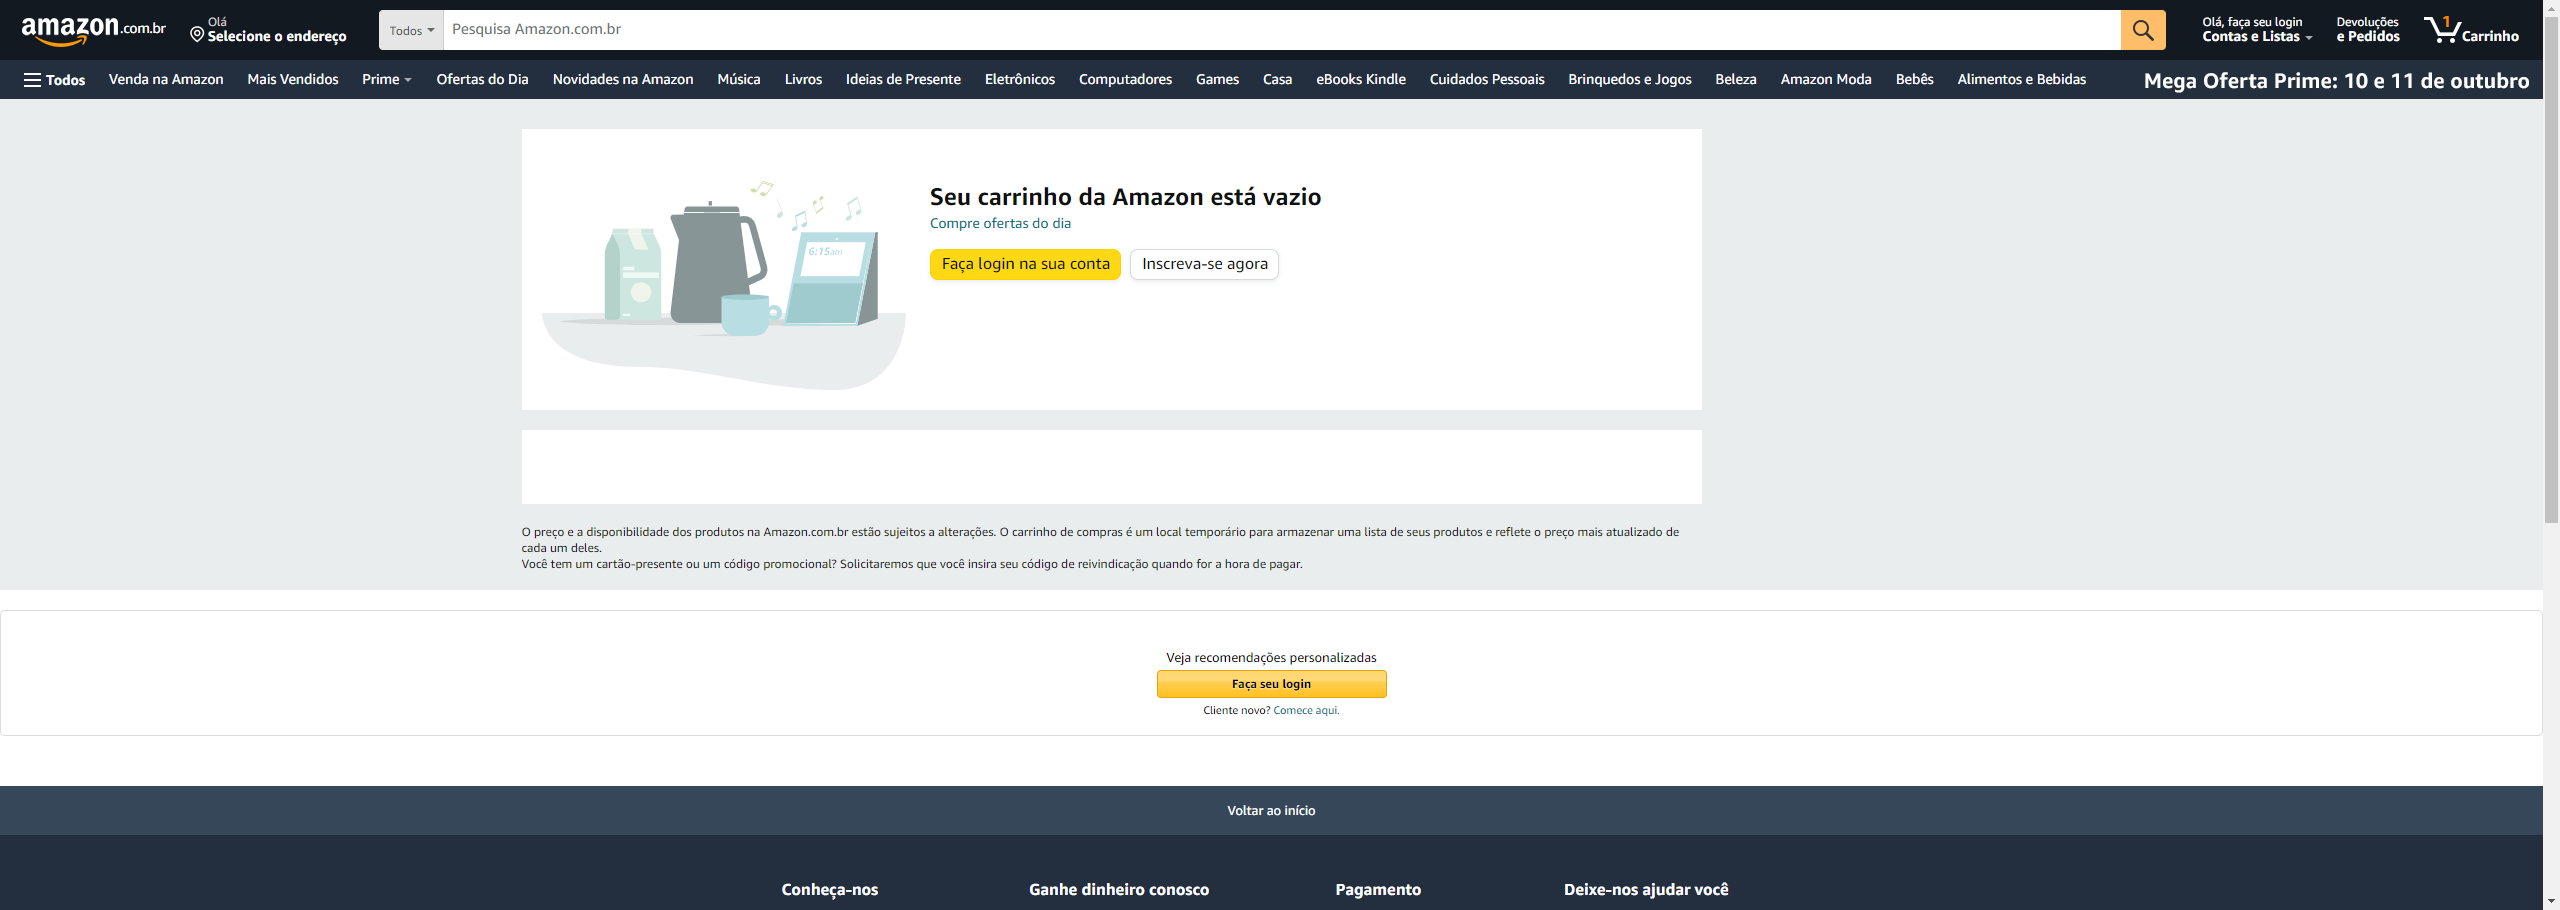 amazon.com.br
Olá
Selecione o endereço
Todos
Pesquisa Amazon.com.br
Olá, faça seu login
Contas e Listas
Devoluções
e Pedidos
1
Carrinho
Todos
Venda na Amazon
Mais Vendidos
Prime
Ofertas do Dia
Novidades na Amazon
Música
Livros
Ideias de Presente
Eletrônicos
Computadores
Games
Casa
eBooks Kindle
Cuidados Pessoais
Brinquedos e Jogos
Beleza
Amazon Moda
Bebês
Alimentos e Bebidas
Mega Oferta Prime: 10 e 11 de outubro
6:15am
Seu carrinho da Amazon está vazio
Compre ofertas do dia
Faça login na sua conta
Inscreva-se agora
O preço e a disponibilidade dos produtos na Amazon.com.br estão sujeitos a alterações. O carrinho de compras é um local temporário para armazenar uma lista de seus produtos e reflete o preço mais atualizado de
cada um deles.
Você tem um cartão-presente ou um código promocional? Solicitaremos que você insira seu código de reivindicação quando for a hora de pagar.
Veja recomendações personalizadas
Faça seu login
Cliente novo? Comece aqui.
Voltar ao início
Conheça-nos
Ganhe dinheiro conosco
Pagamento
Deixe-nos ajudar você